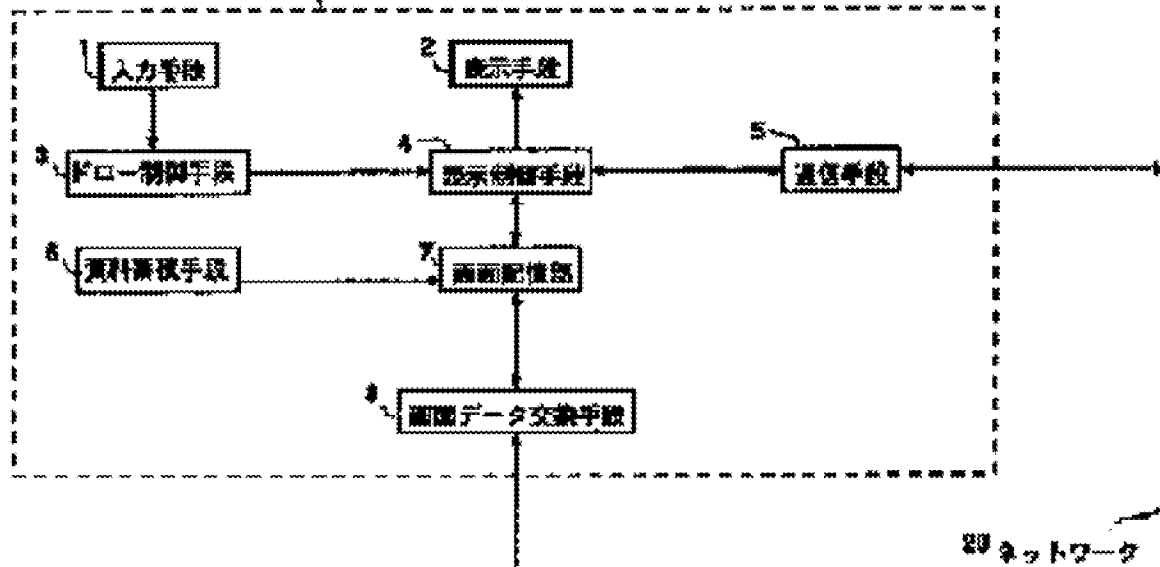 1
入力手段
2
表示手段
3
ドロー制御手段
4
表示制御手段
5
通信手段
6
資料蓄積手段
7
画面記憶部
8
画面データ交換手段
20 ネットワーク